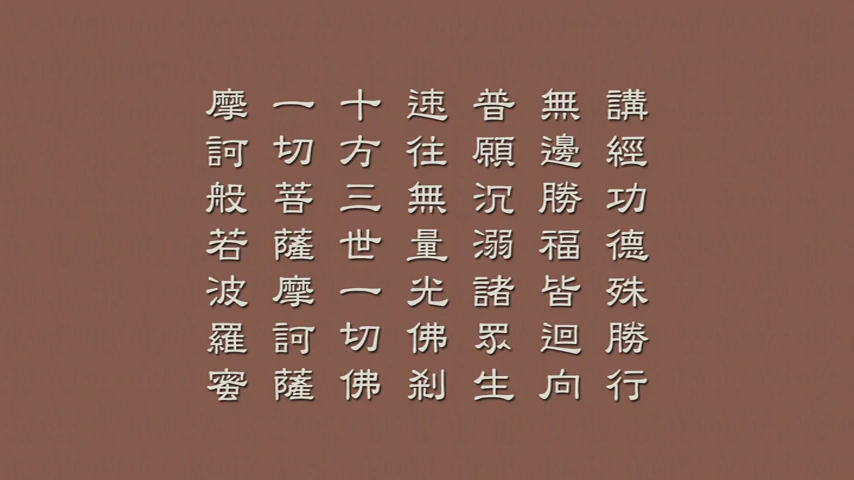 講經功德殊勝行
無邊勝福皆迴向
普願沉溺諸眾生
速往無量光佛剎
十方三世一切佛
一切菩薩摩訶薩
摩訶般若波羅蜜